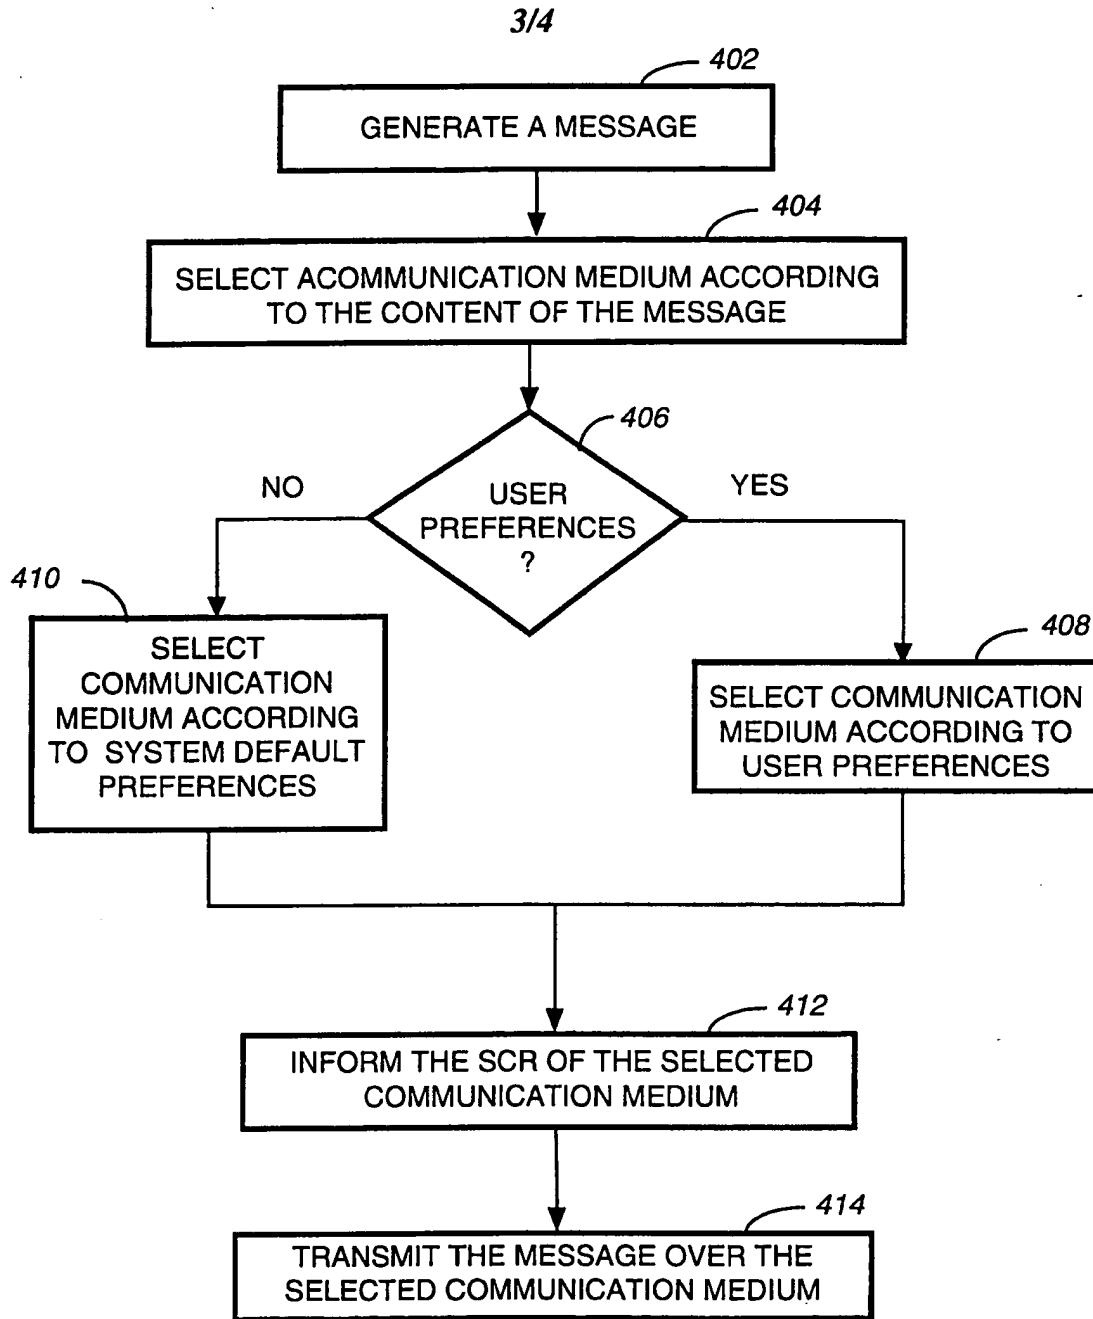 3/4
402
GENERATE A MESSAGE
404
SELECT ACOMMUNICATION MEDIUM ACCORDING
TO THE CONTENT OF THE MESSAGE
406
NO
YES
USER
PREFERENCES
?
410
SELECT
COMMUNICATION
MEDIUM ACCORDING
TO SYSTEM DEFAULT
PREFERENCES
408
SELECT COMMUNICATION
MEDIUM ACCORDING TO
USER PREFERENCES
412
INFORM THE SCR OF THE SELECTED
COMMUNICATION MEDIUM
414
TRANSMIT THE MESSAGE OVER THE
SELECTED COMMUNICATION MEDIUM